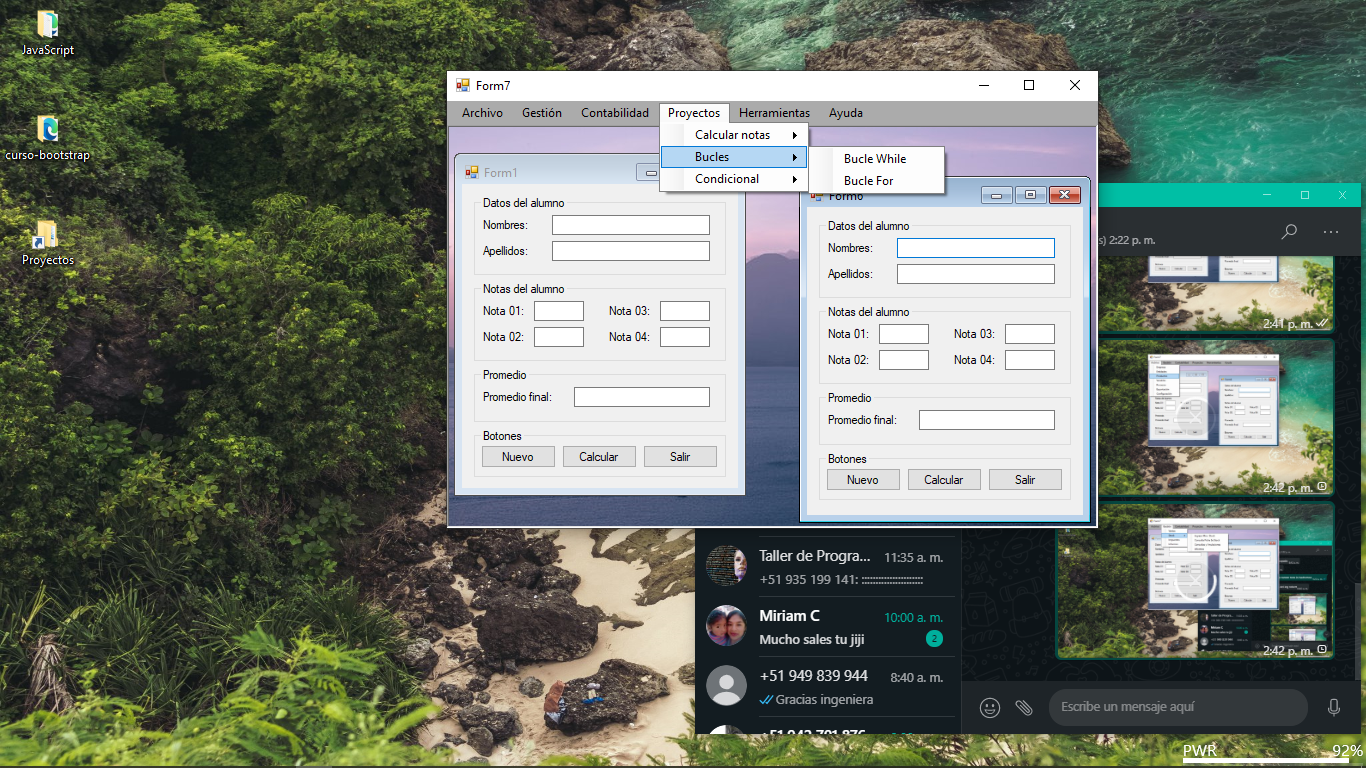 JavaScript
curso-bootstrap
Proyectos
Form7
Archivo Gestión Contabilidad Proyectos Herramientas Ayuda
Calcular notas
Bucles
Condicional
Bucle While
Bucle For
Form1
Datos del alumno
Nombres:
Apellidos:
Notas del alumno
Nota 01: Nota 03:
Nota 02: Nota 04:
Promedio
Promedio final:
Botones
Nuevo Calcular Salir
Form6
Datos del alumno
Nombres:
Apellidos:
Notas del alumno
Nota 01: Nota 03:
Nota 02: Nota 04:
Promedio
Promedio final:
Botones
Nuevo Calcular Salir
s) 2:22 p. m.
2:41 p. m.
2:42 p. m.
2:42 p. m.
Taller de Progra... 11:35 a. m.
+51 935 199 141: ::::::::::::::::::::
Miriam C 10:00 a. m.
Mucho sales tu jiji 2
+51 949 839 944 8:40 a. m.
Gracias ingeniera
Escribe un mensaje aquí
PWR 92%